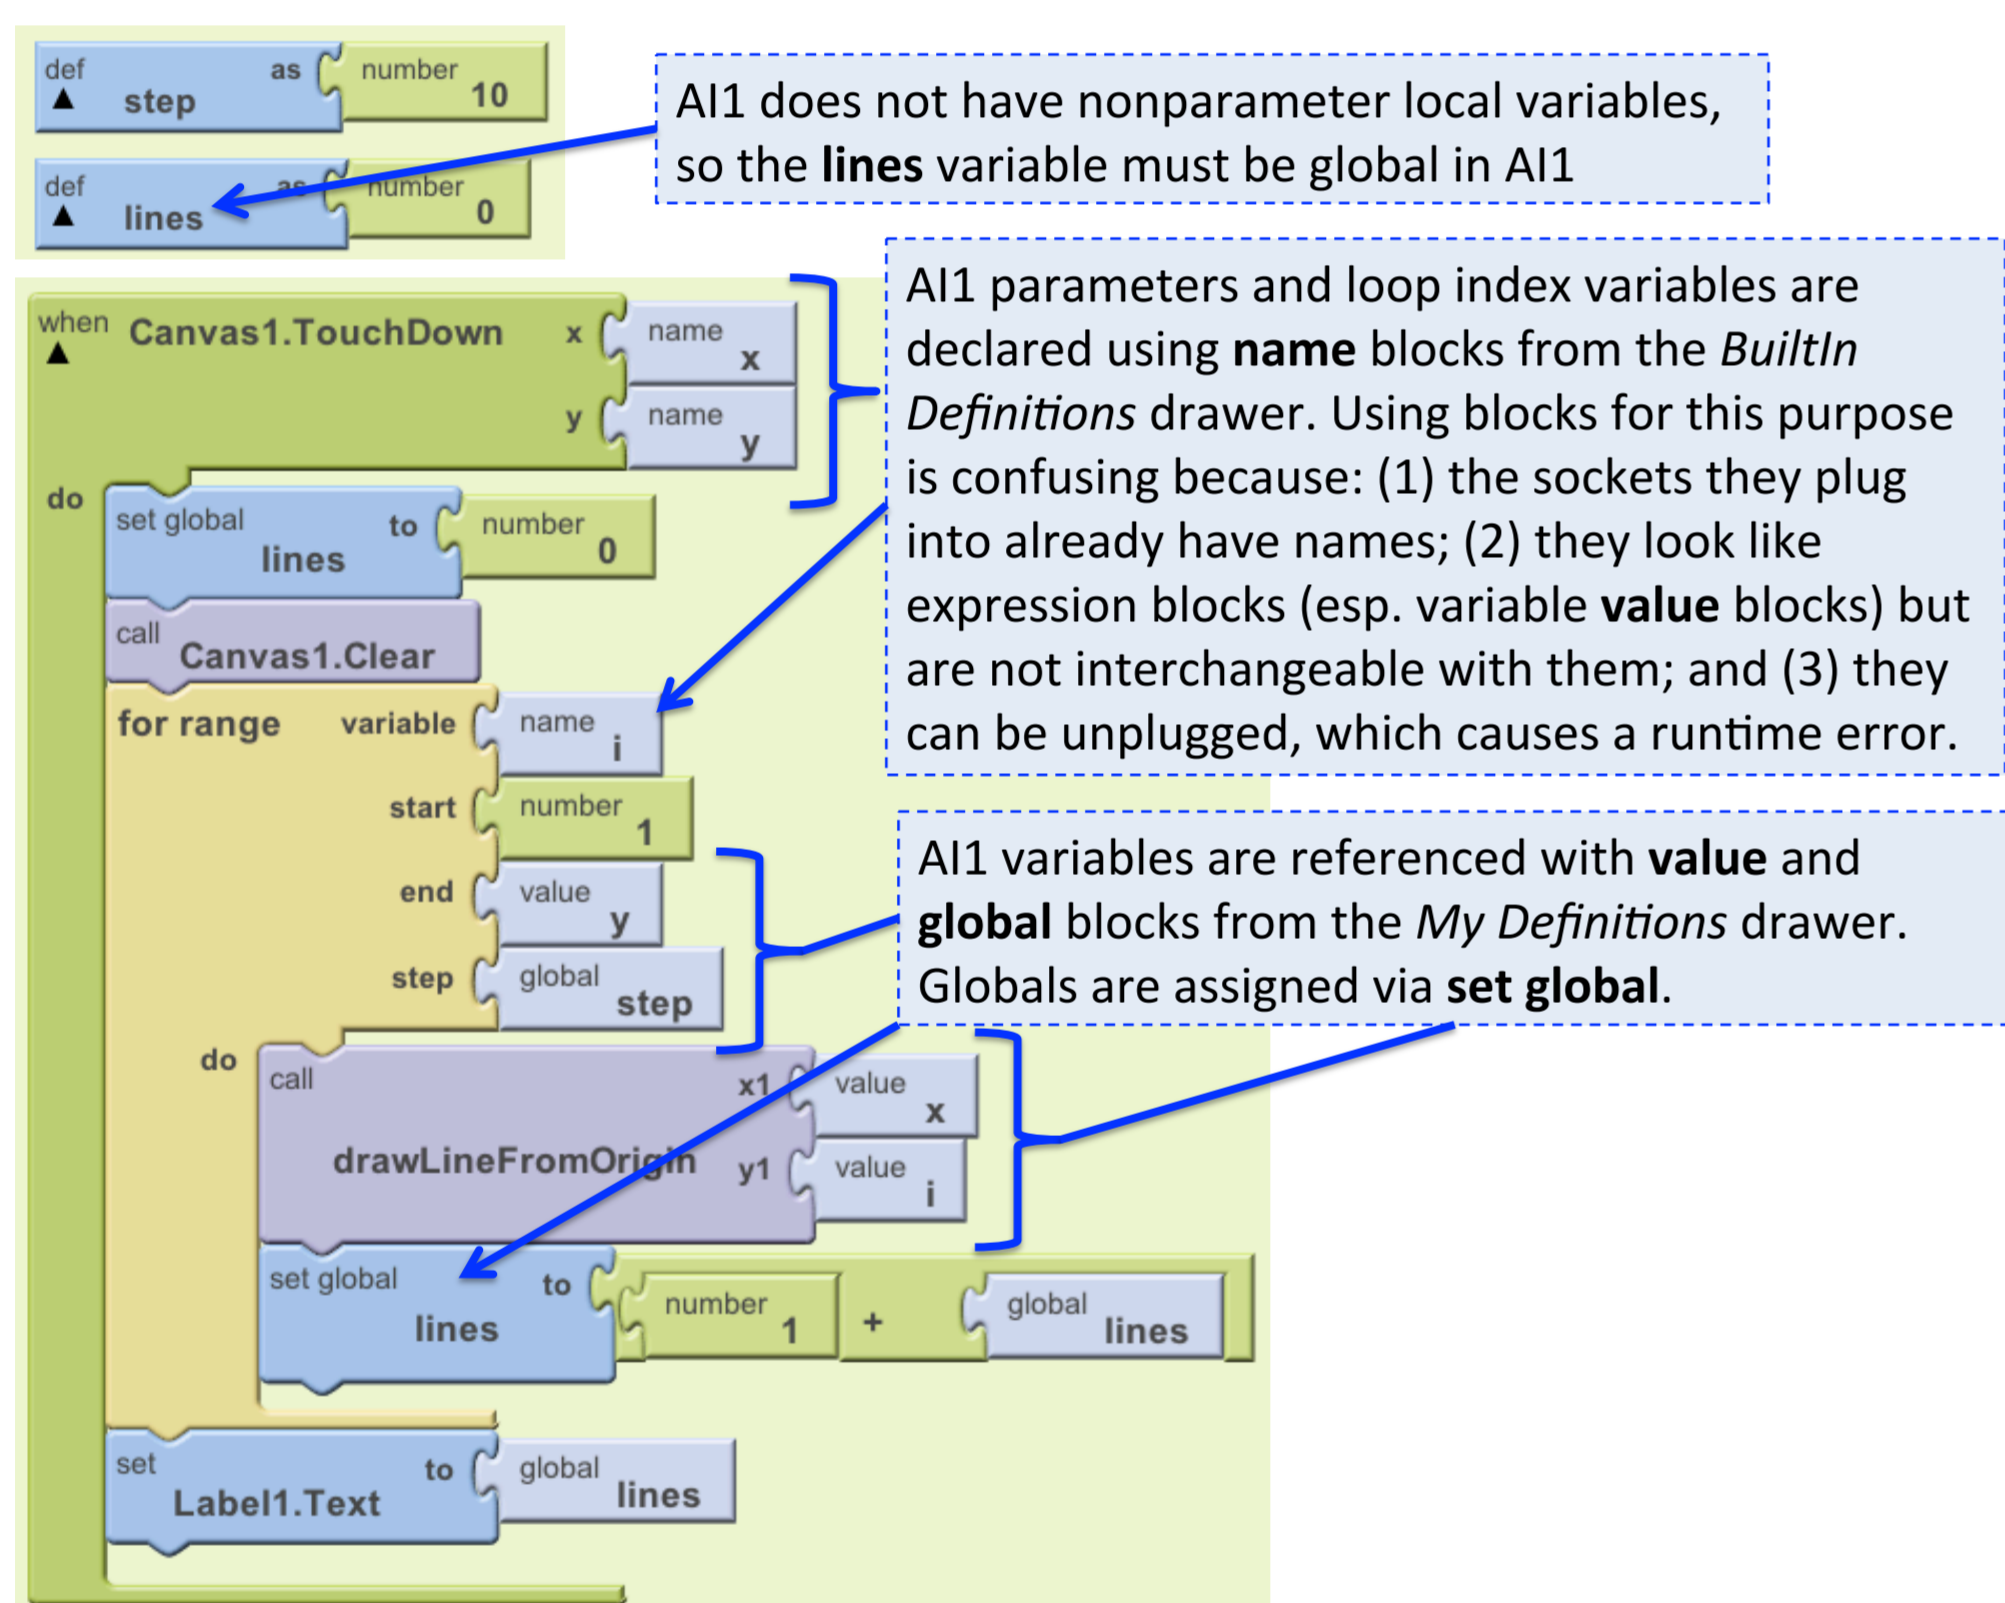 def step as number 10
def lines as number 0
AI1 does not have nonparameter local variables,
so the lines variable must be global in AI1
when Canvas1.TouchDown x name x
y name y
do
set global lines to number 0
call Canvas1.Clear
for range variable name i
start number 1
end value y
step global step
do
call drawLineFromOrigin x1 value x
y1 value i
set global lines to number 1 + global lines
set Label1.Text to global lines
AI1 parameters and loop index variables are
declared using name blocks from the BuiltIn
Definitions drawer. Using blocks for this purpose
is confusing because: (1) the sockets they plug
into already have names; (2) they look like
expression blocks (esp. variable value blocks) but
are not interchangeable with them; and (3) they
can be unplugged, which causes a runtime error.
AI1 variables are referenced with value and
global blocks from the My Definitions drawer.
Globals are assigned via set global.